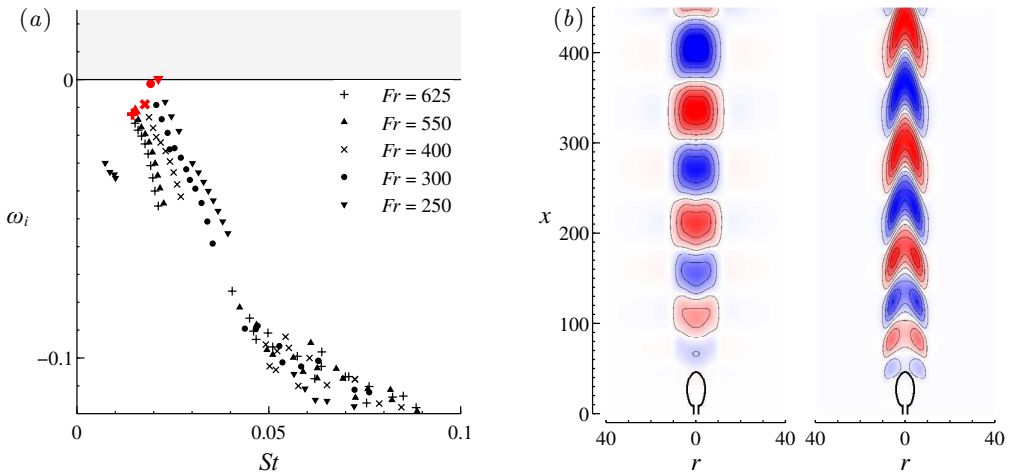 (a)
0
−0.1
ω_i
0
0.05
0.1
St
Fr = 625
Fr = 550
Fr = 400
Fr = 300
Fr = 250
(b)
x
400
300
200
100
0
40
0
40
r
40
0
40
r